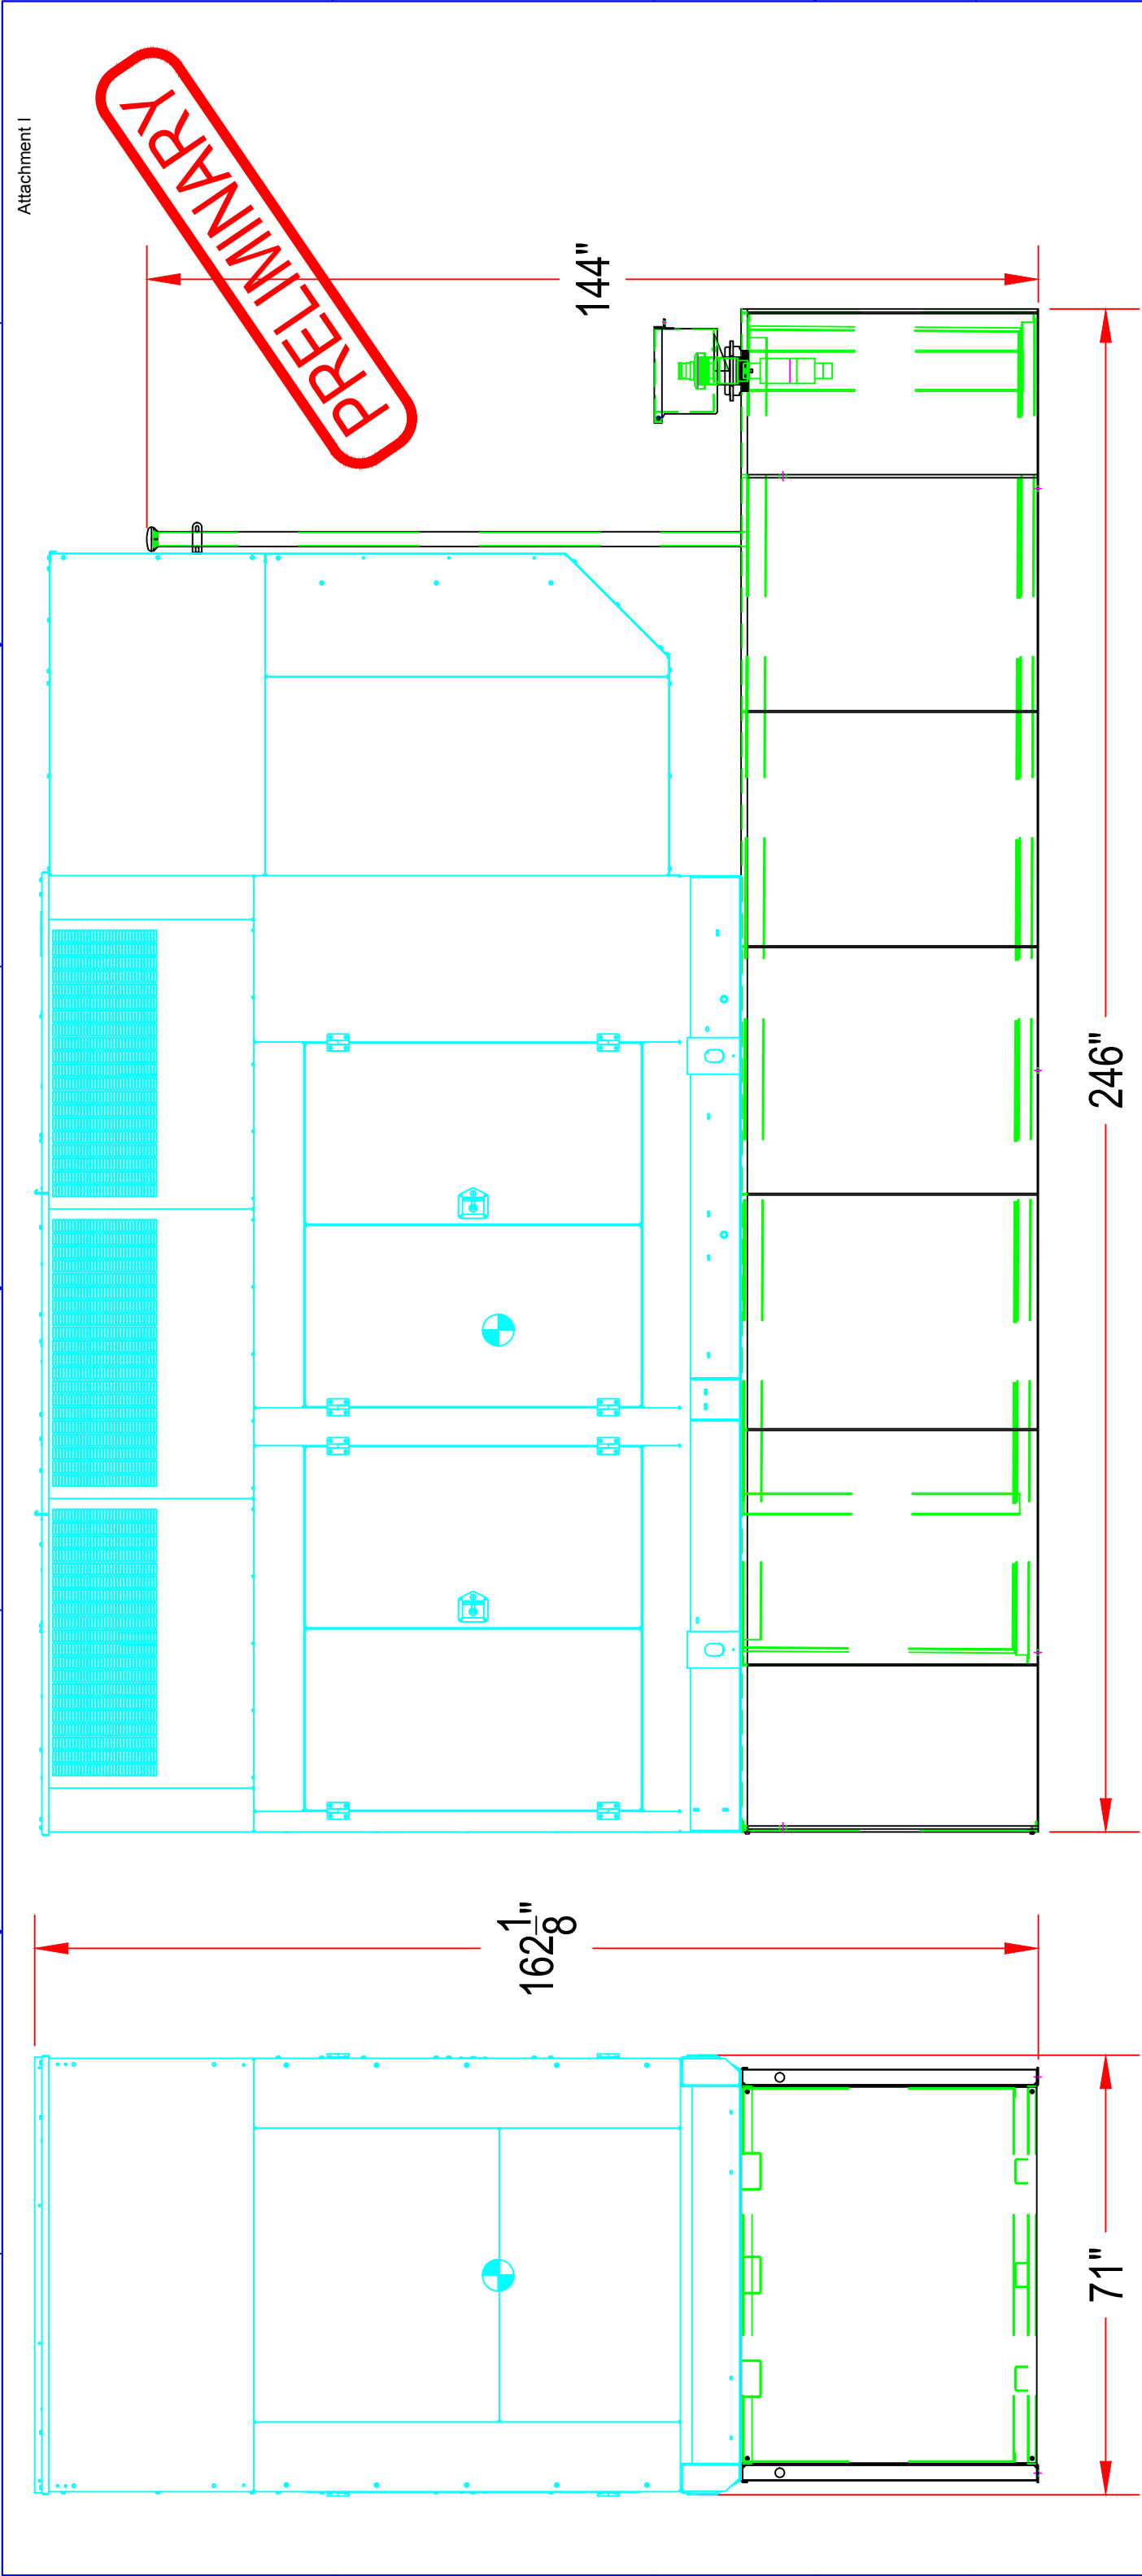 Attachment I
PRELIMINARY
162 1/8"
144"
71"
246"